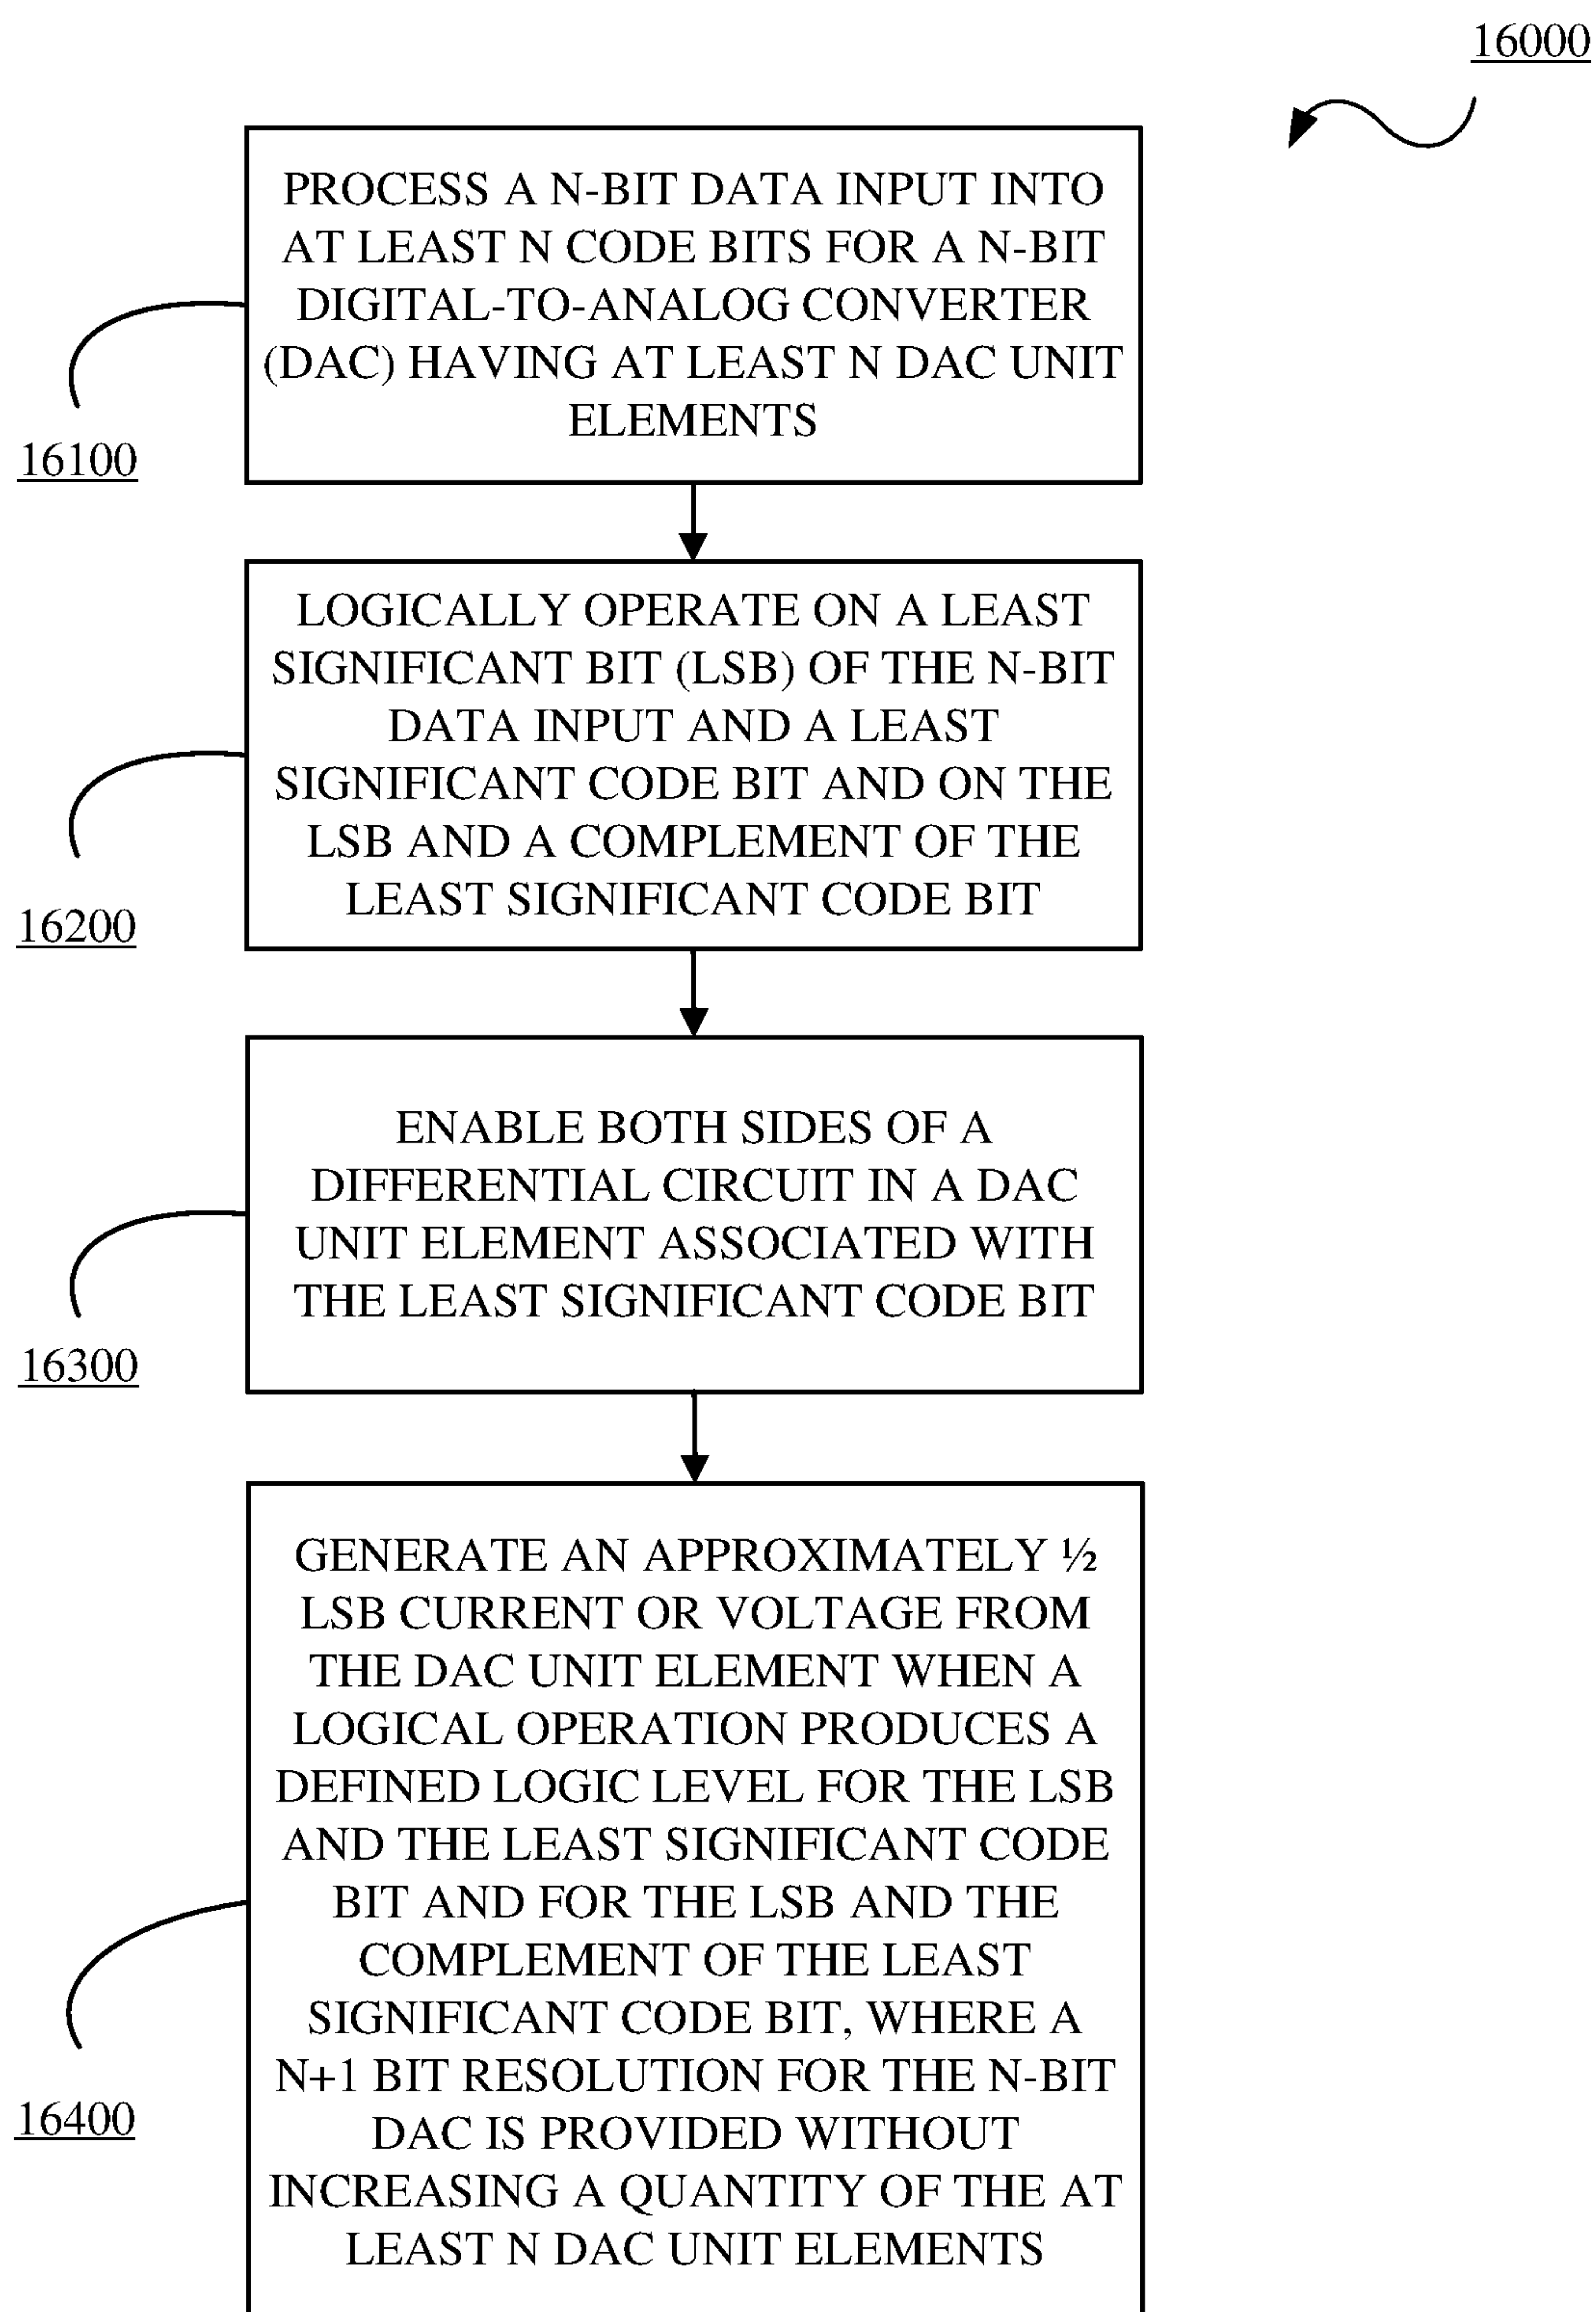 16000
PROCESS A N-BIT DATA INPUT INTO
AT LEAST N CODE BITS FOR A N-BIT
DIGITAL-TO-ANALOG CONVERTER
(DAC) HAVING AT LEAST N DAC UNIT
ELEMENTS
16100
LOGICALLY OPERATE ON A LEAST
SIGNIFICANT BIT (LSB) OF THE N-BIT
DATA INPUT AND A LEAST
SIGNIFICANT CODE BIT AND ON THE
LSB AND A COMPLEMENT OF THE
LEAST SIGNIFICANT CODE BIT
16200
ENABLE BOTH SIDES OF A
DIFFERENTIAL CIRCUIT IN A DAC
UNIT ELEMENT ASSOCIATED WITH
THE LEAST SIGNIFICANT CODE BIT
16300
GENERATE AN APPROXIMATELY ½
LSB CURRENT OR VOLTAGE FROM
THE DAC UNIT ELEMENT WHEN A
LOGICAL OPERATION PRODUCES A
DEFINED LOGIC LEVEL FOR THE LSB
AND THE LEAST SIGNIFICANT CODE
BIT AND FOR THE LSB AND THE
COMPLEMENT OF THE LEAST
SIGNIFICANT CODE BIT, WHERE A
N+1 BIT RESOLUTION FOR THE N-BIT
DAC IS PROVIDED WITHOUT
INCREASING A QUANTITY OF THE AT
LEAST N DAC UNIT ELEMENTS
16400